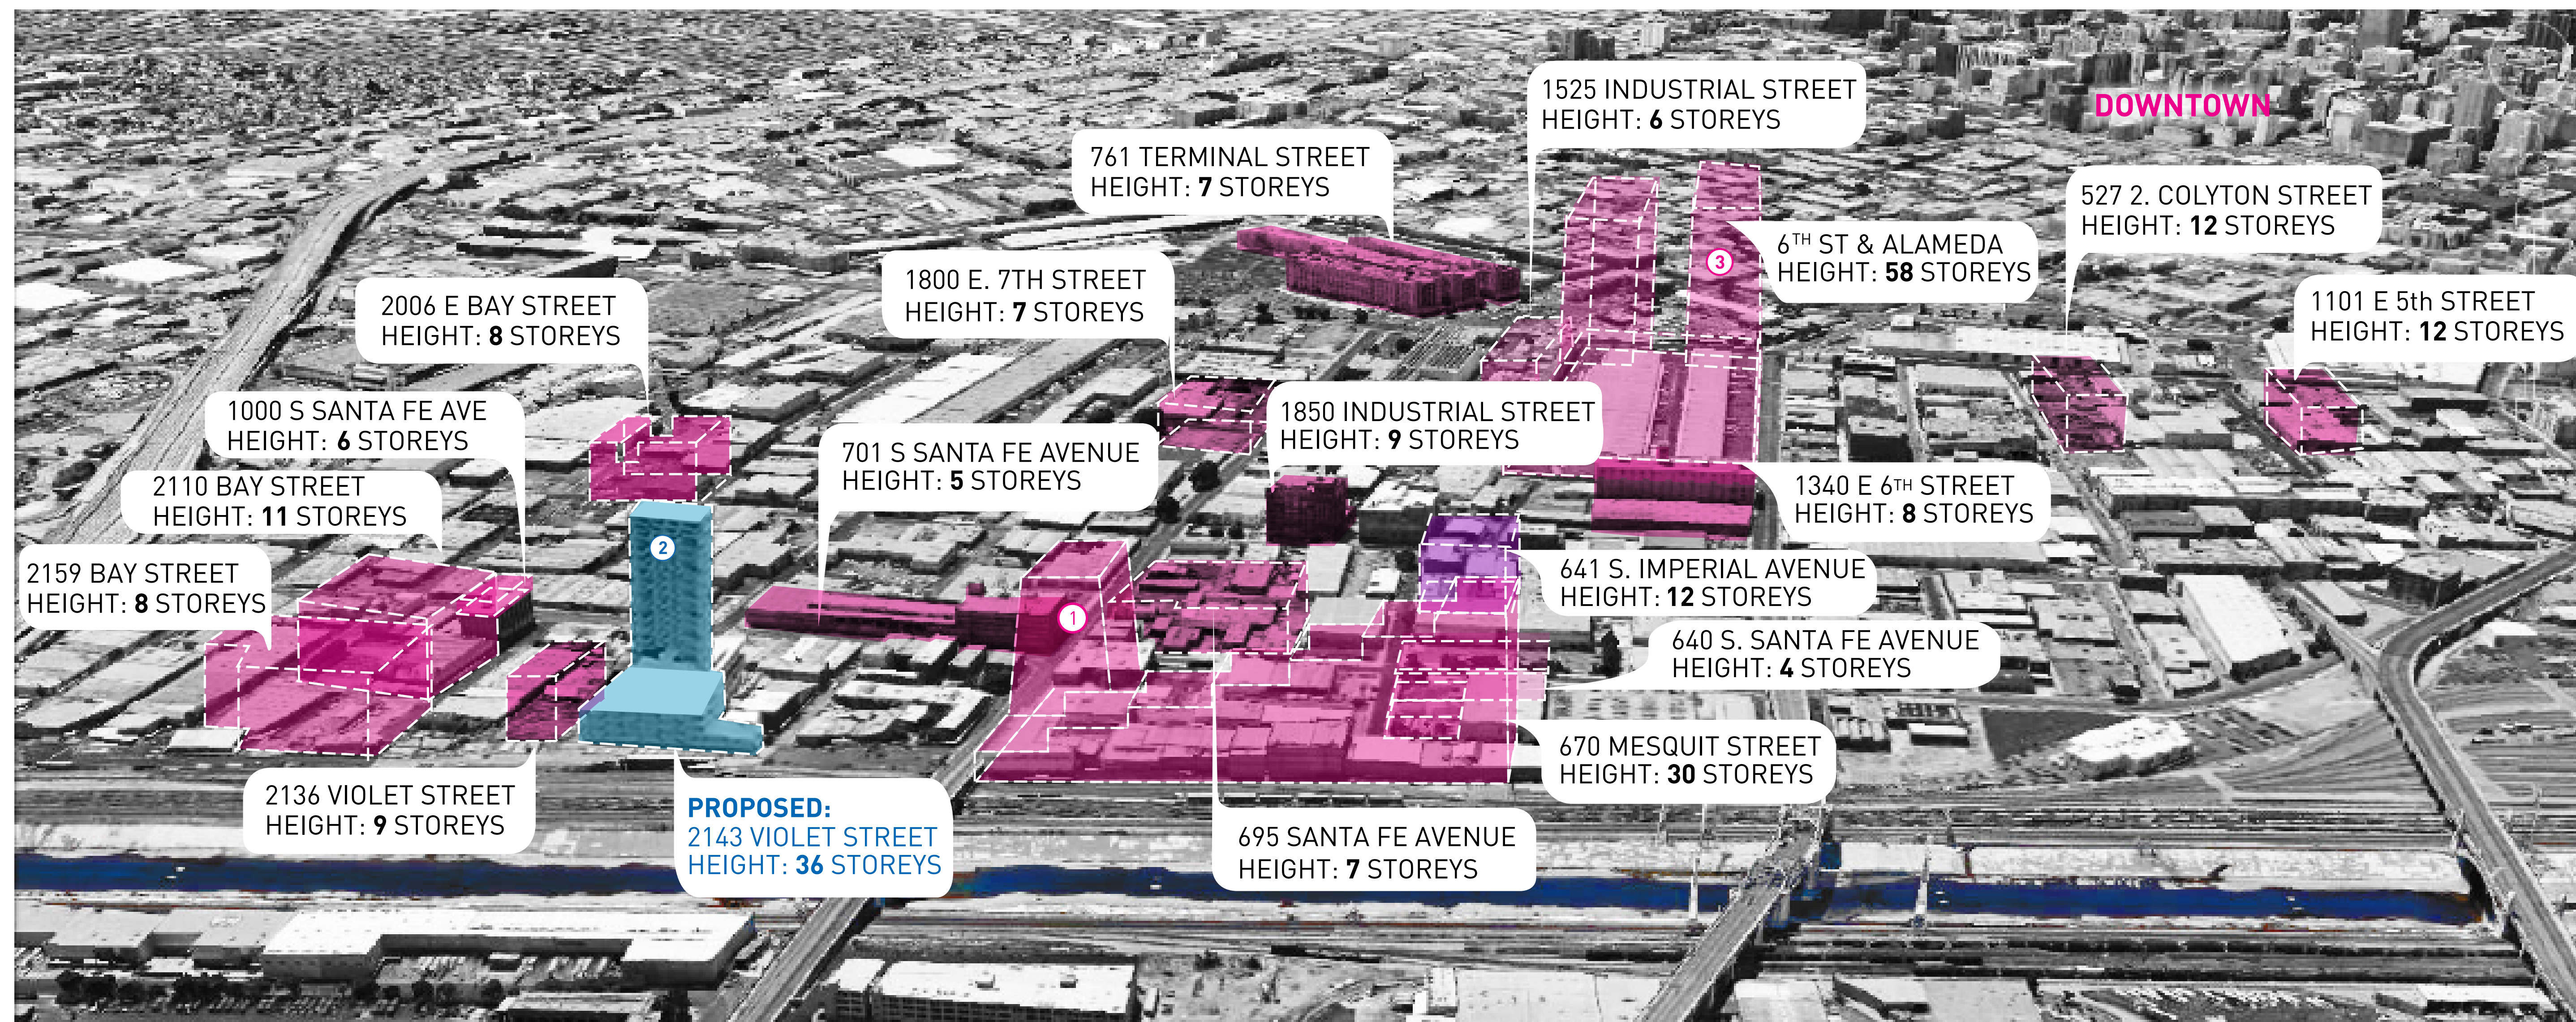 DOWNTOWN
1525 INDUSTRIAL STREET
HEIGHT: 6 STOREYS
761 TERMINAL STREET
HEIGHT: 7 STOREYS
527 2. COLYTON STREET
HEIGHT: 12 STOREYS
6TH ST & ALAMEDA
HEIGHT: 58 STOREYS
3
1101 E 5th STREET
HEIGHT: 12 STOREYS
1800 E. 7TH STREET
HEIGHT: 7 STOREYS
2006 E BAY STREET
HEIGHT: 8 STOREYS
1000 S SANTA FE AVE
HEIGHT: 6 STOREYS
1850 INDUSTRIAL STREET
HEIGHT: 9 STOREYS
701 S SANTA FE AVENUE
HEIGHT: 5 STOREYS
2110 BAY STREET
HEIGHT: 11 STOREYS
1340 E 6TH STREET
HEIGHT: 8 STOREYS
2
2159 BAY STREET
HEIGHT: 8 STOREYS
641 S. IMPERIAL AVENUE
HEIGHT: 12 STOREYS
1
640 S. SANTA FE AVENUE
HEIGHT: 4 STOREYS
670 MESQUIT STREET
HEIGHT: 30 STOREYS
2136 VIOLET STREET
HEIGHT: 9 STOREYS
PROPOSED:
2143 VIOLET STREET
HEIGHT: 36 STOREYS
695 SANTA FE AVENUE
HEIGHT: 7 STOREYS